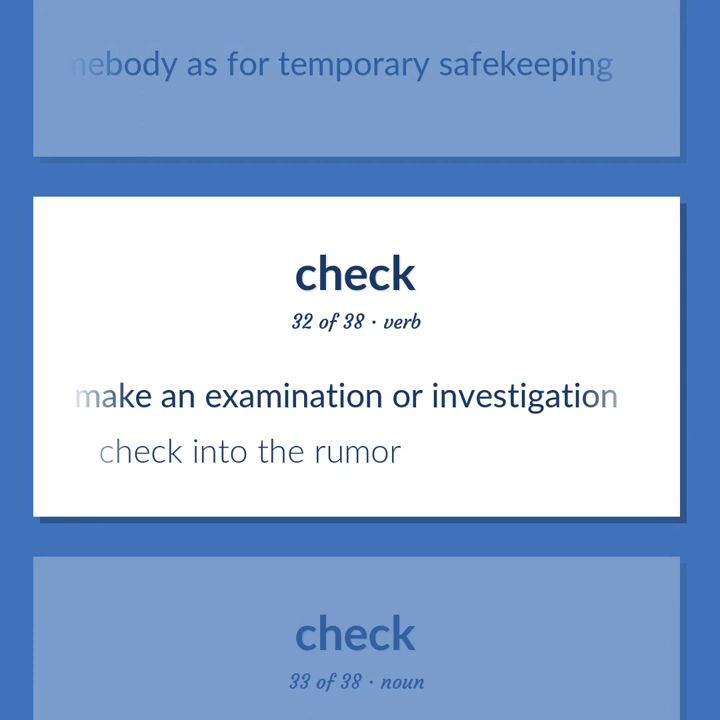 as for temporary safekeeping
check
32 of 38 · verb
make an examination or investigation
check into the rumor
check
33 of 38 · noun